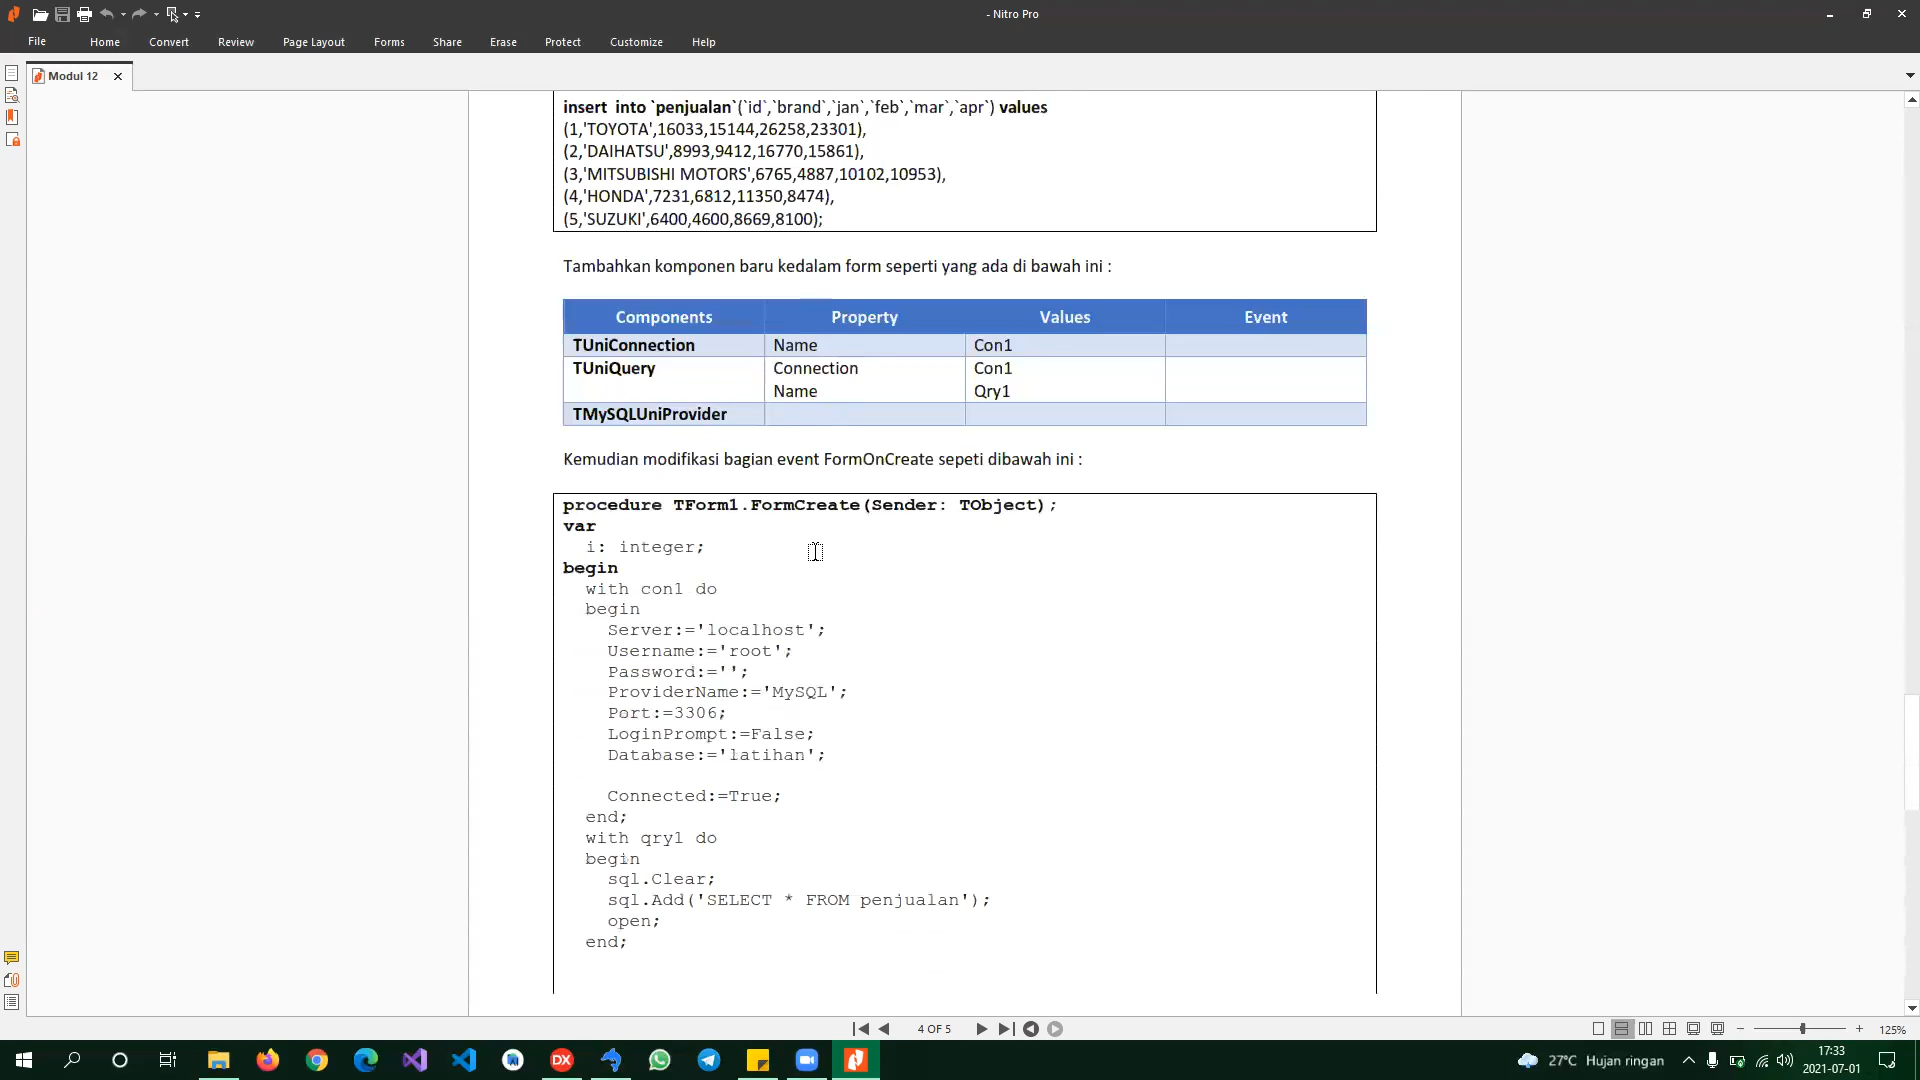 - Nitro Pro
File Home Convert Review Page Layout Forms Share Erase Protect Customize Help
Modul 12
insert into `penjualan`(`id`,`brand`,`jan`,`feb`,`mar`,`apr`) values
(1,'TOYOTA',16033,15144,26258,23301),
(2,'DAIHATSU',8993,9412,16770,15861),
(3,'MITSUBISHI MOTORS',6765,4887,10102,10953),
(4,'HONDA',7231,6812,11350,8474),
(5,'SUZUKI',6400,4600,8669,8100);
Tambahkan komponen baru kedalam form seperti yang ada di bawah ini :
Components Property Values Event
TUniConnection Name Con1
TUniQuery Connection Con1
Name Qry1
TMySQLUniProvider
Kemudian modifikasi bagian event FormOnCreate sepeti dibawah ini :
procedure TForm1.FormCreate(Sender: TObject);
var
i: integer;
begin
with con1 do
begin
Server:='localhost';
Username:='root';
Password:='';
ProviderName:='MySQL';
Port:=3306;
LoginPrompt:=False;
Database:='latihan';
Connected:=True;
end;
with qry1 do
begin
sql.Clear;
sql.Add('SELECT * FROM penjualan');
open;
end;
4 OF 5
125%
DX
27°C Hujan ringan
17:33
2021-07-01